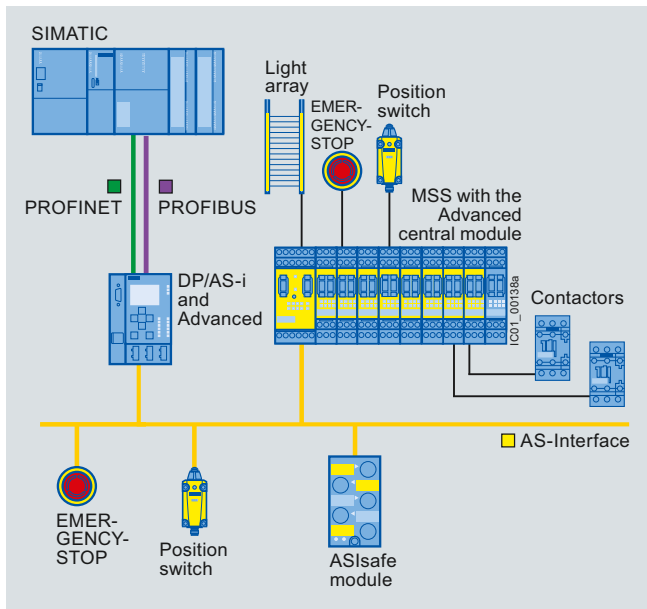 SIMATIC
Light
array
EMER-
GENCY-
STOP
Position
switch
PROFINET
PROFIBUS
MSS with the
Advanced
central module
DP/AS-i
and
Advanced
IC01_00138a
Contactors
AS-Interface
EMER-
GENCY-
STOP
Position
switch
ASIsafe
module